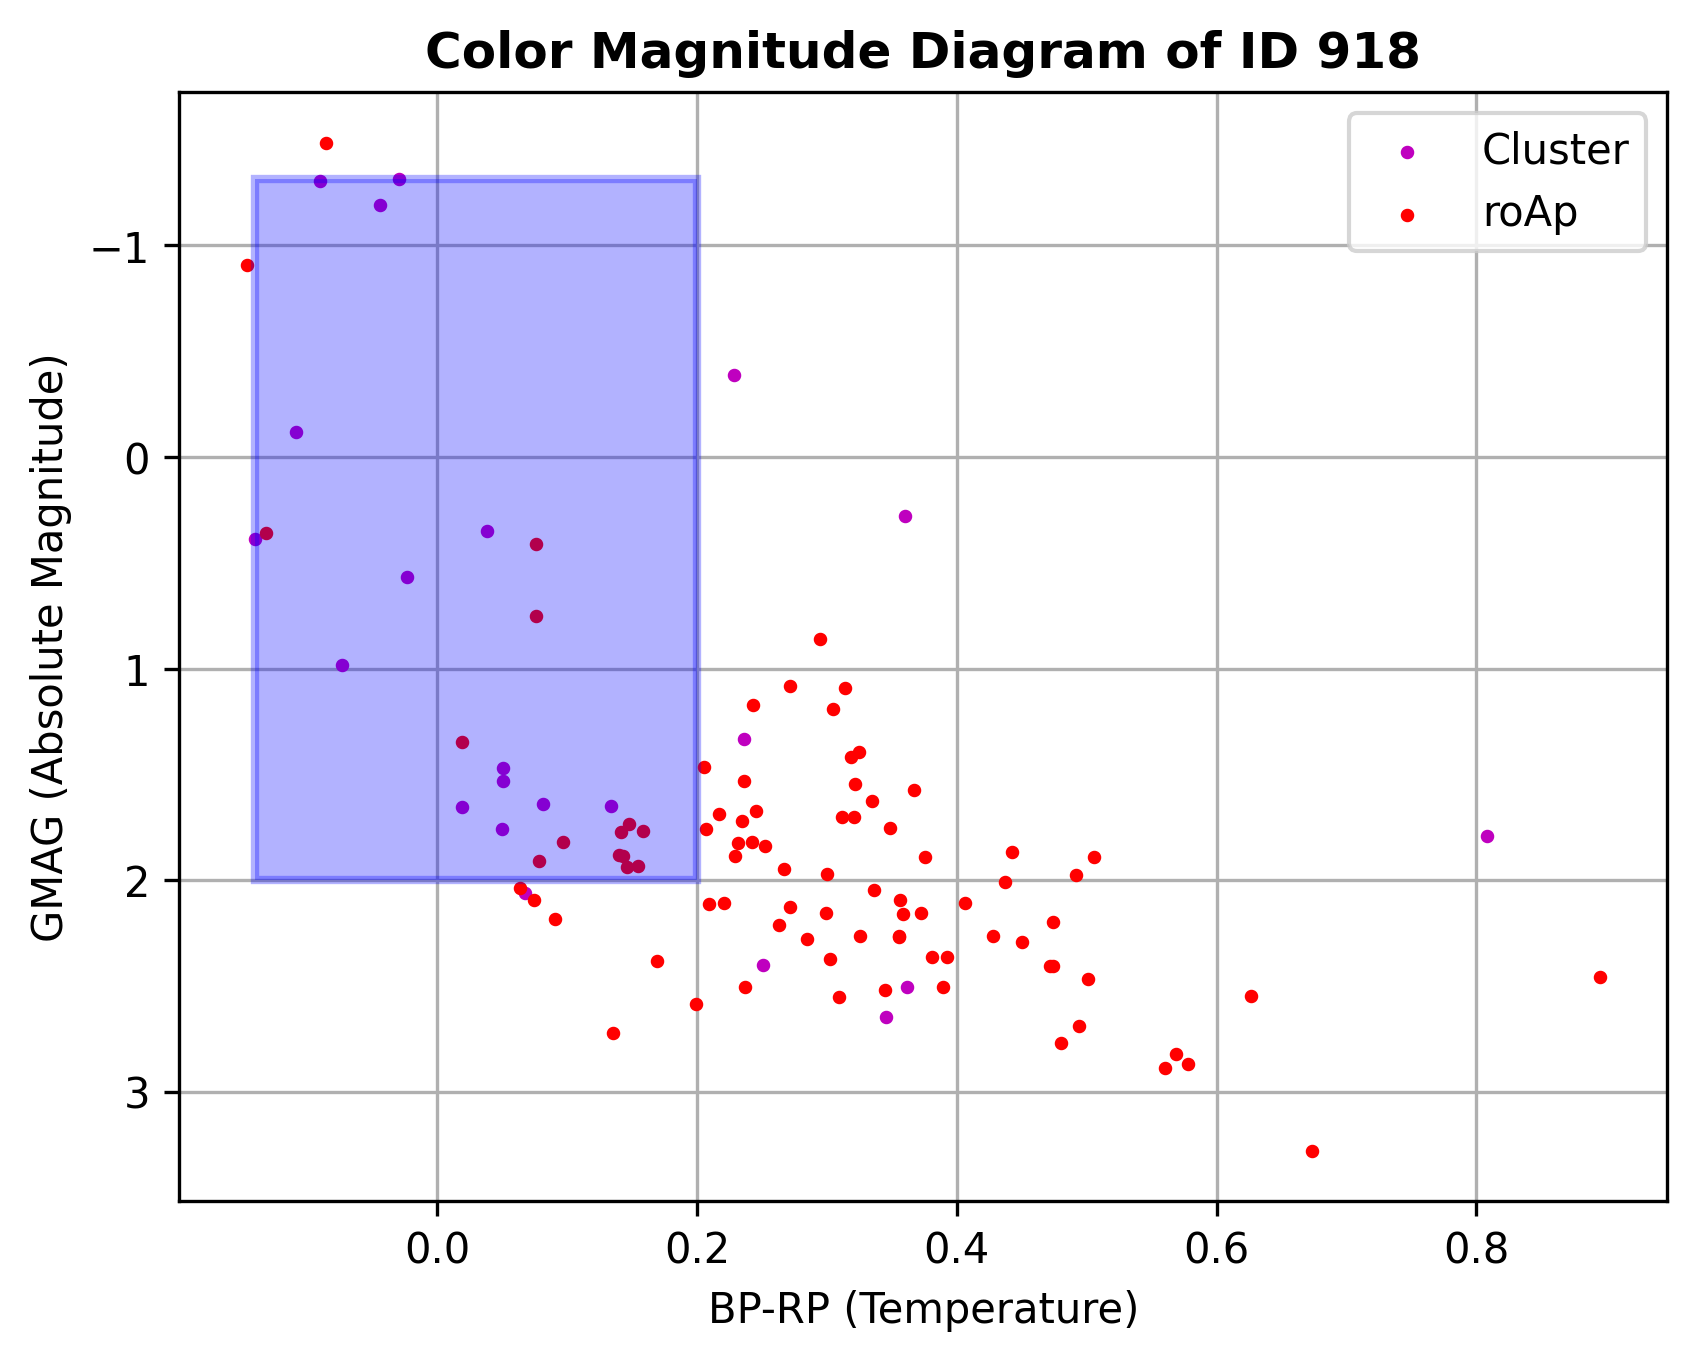 Color Magnitude Diagram of ID 918
Cluster
roAp
GMAG (Absolute Magnitude)
−1
0
1
2
3
0.0 0.2 0.4 0.6 0.8
BP-RP (Temperature)